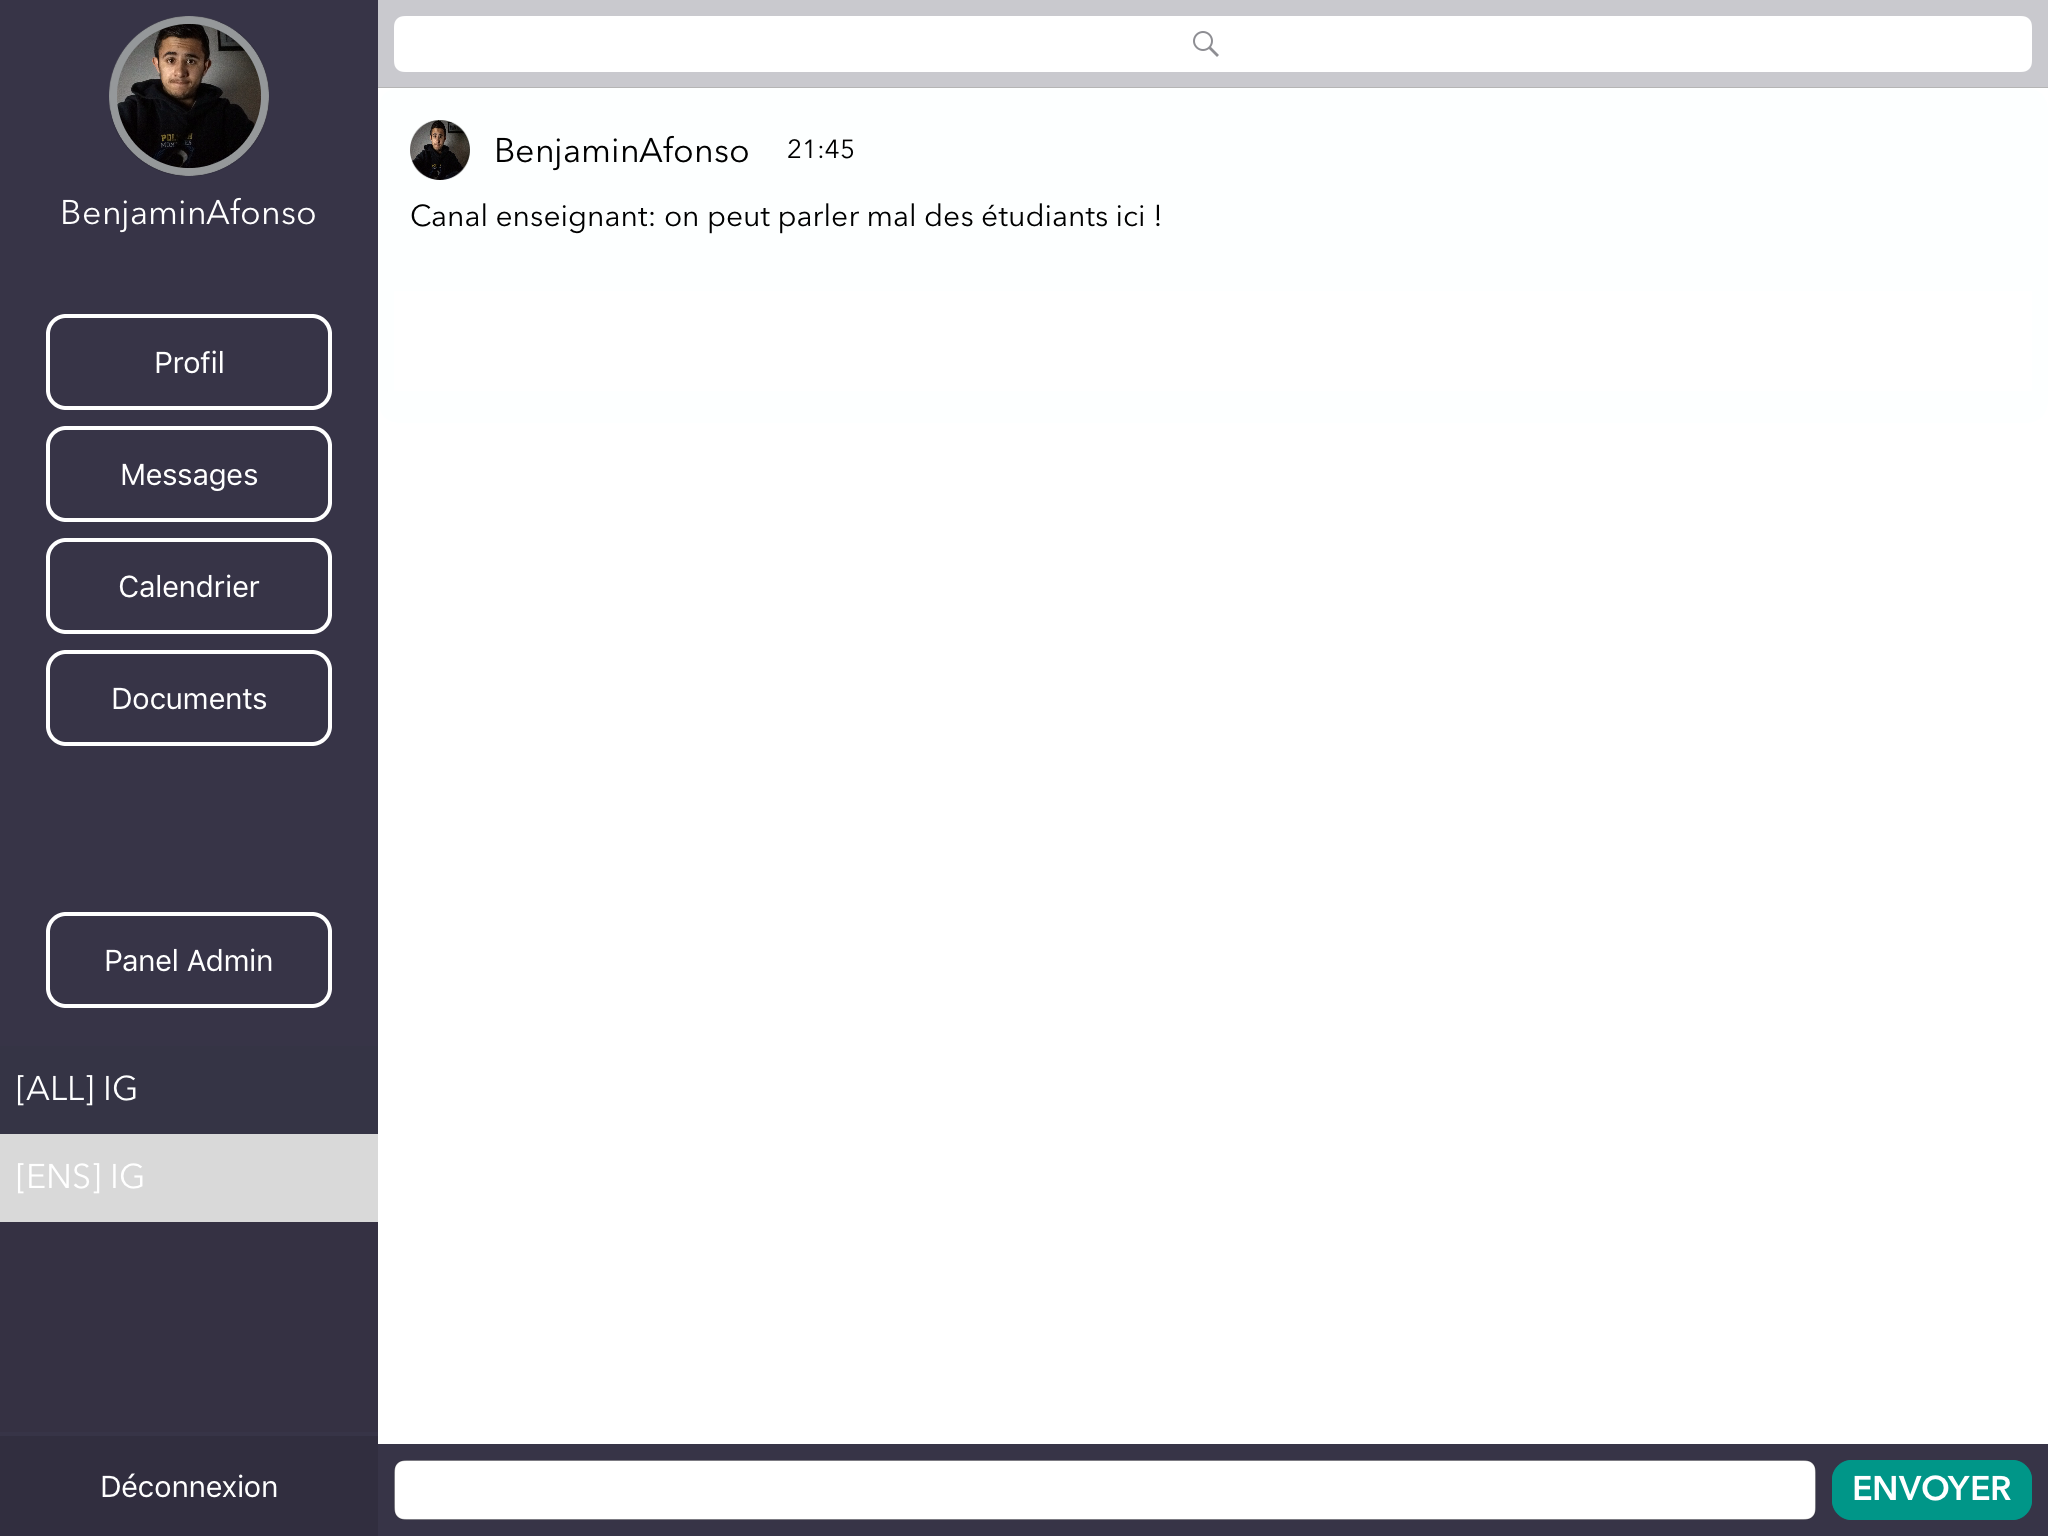 BenjaminAfonso
Profil
Messages
Calendrier
Documents
Panel Admin
[ALL] IG
[ENS] IG
Déconnexion
BenjaminAfonso 21:45
Canal enseignant: on peut parler mal des étudiants ici !
ENVOYER